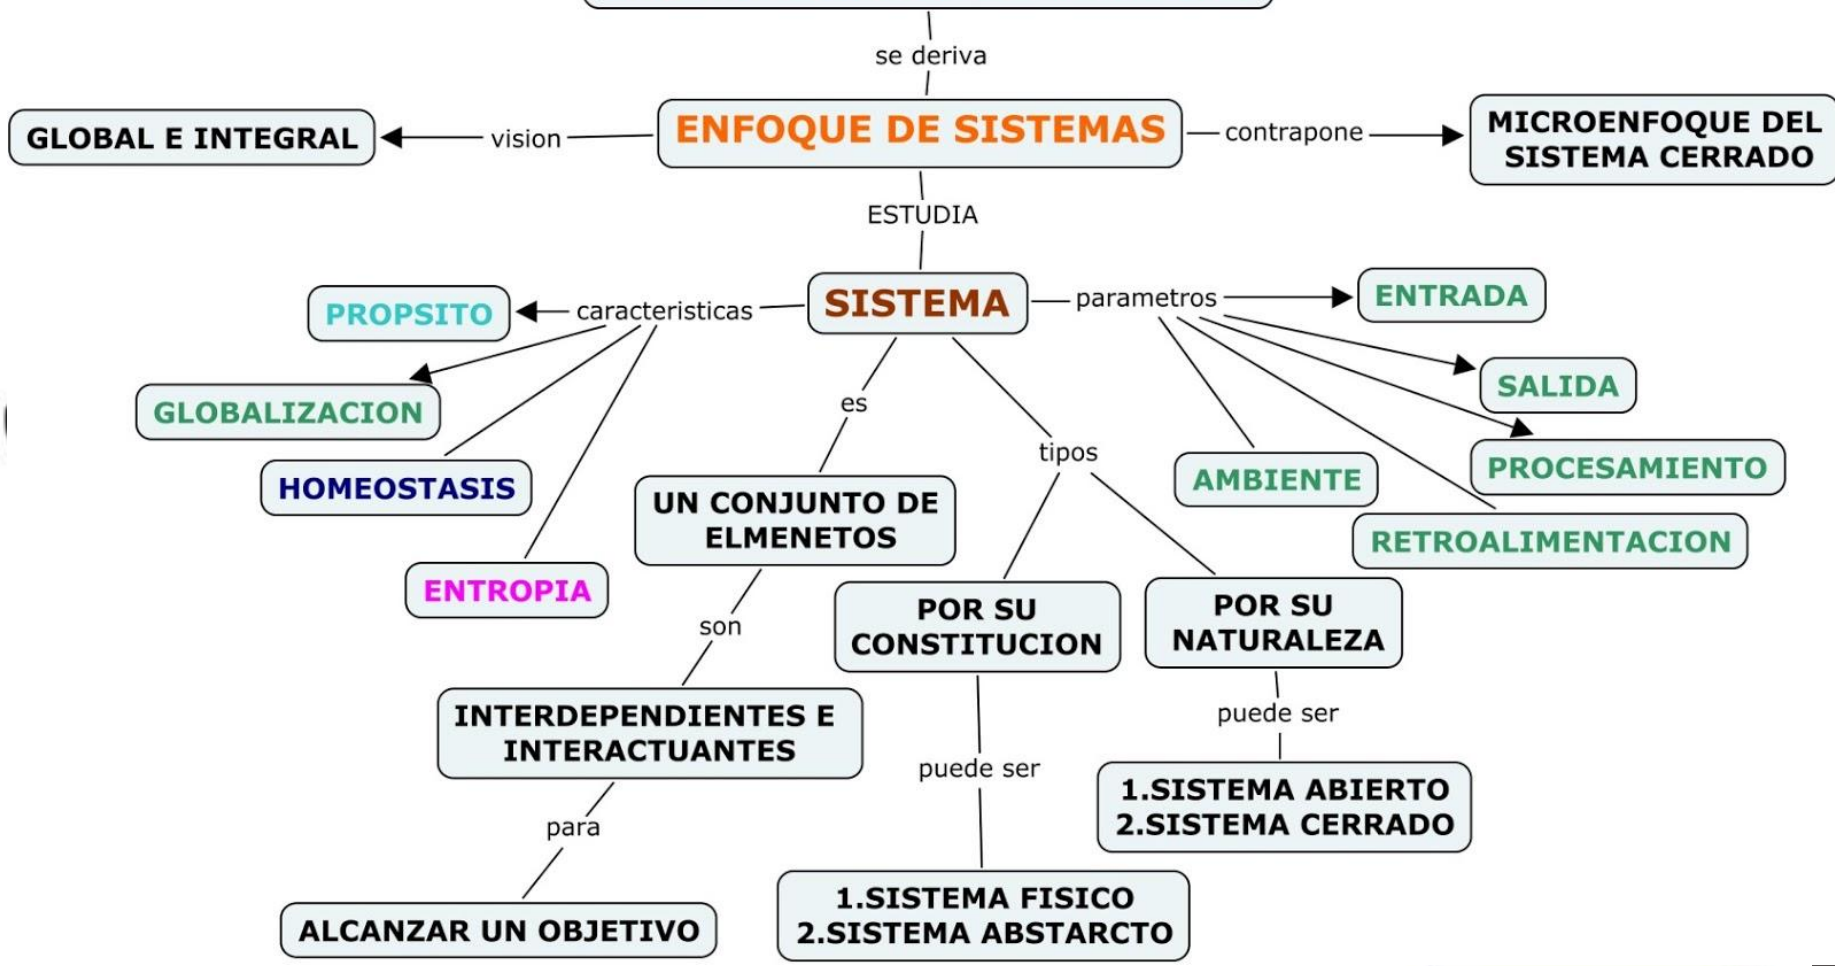 se deriva
GLOBAL E INTEGRAL
vision
ENFOQUE DE SISTEMAS
contrapone
MICROENFOQUE DEL
SISTEMA CERRADO
ESTUDIA
PROPSITO
caracteristicas
SISTEMA
parametros
ENTRADA
GLOBALIZACION
HOMEOSTASIS
ENTROPIA
es
tipos
SALIDA
PROCESAMIENTO
AMBIENTE
RETROALIMENTACION
UN CONJUNTO DE
ELMENETOS
son
INTERDEPENDIENTES E
INTERACTUANTES
para
ALCANZAR UN OBJETIVO
POR SU
CONSTITUCION
puede ser
1.SISTEMA FISICO
2.SISTEMA ABSTARCTO
POR SU
NATURALEZA
puede ser
1.SISTEMA ABIERTO
2.SISTEMA CERRADO